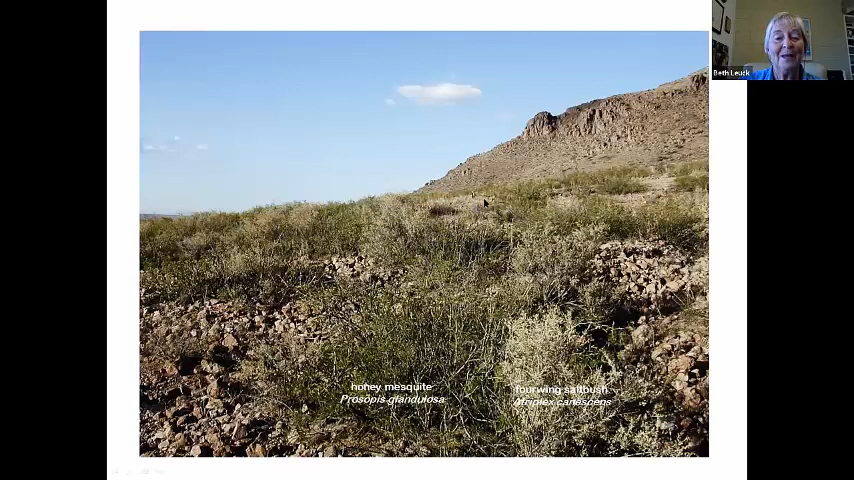 Beth Leuck
honey mesquite
Prosopis glandulosa
fourwing saltbush
Atriplex canescens